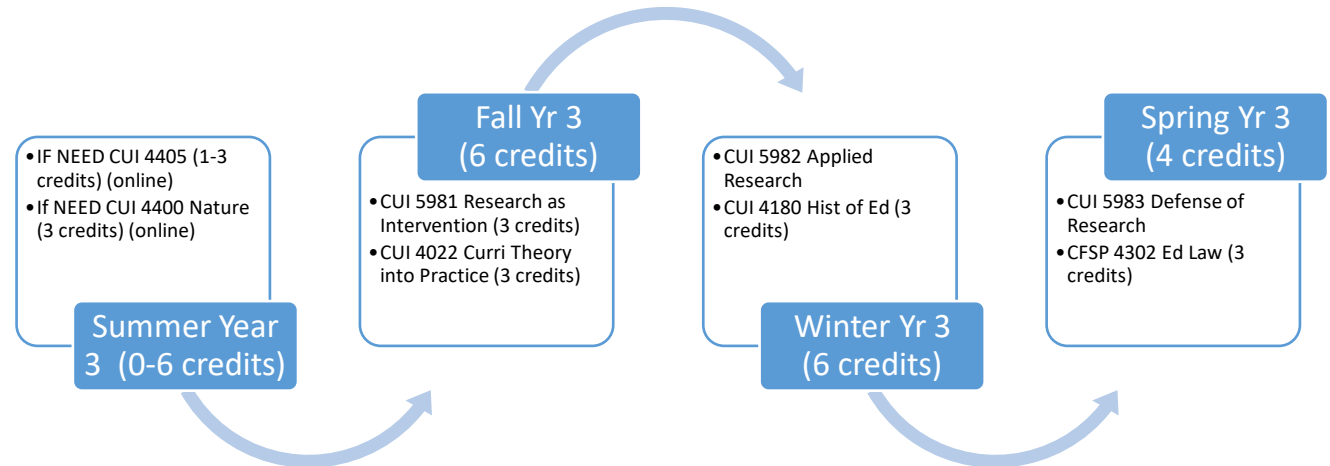 •IF NEED CUI 4405 (1-3
credits) (online)
•If NEED CUI 4400 Nature
(3 credits) (online)
Summer Year
3 (0-6 credits)
Fall Yr 3
(6 credits)
•CUI 5981 Research as
Intervention (3 credits)
•CUI 4022 Curri Theory
into Practice (3 credits)
•CUI 5982 Applied
Research
•CUI 4180 Hist of Ed (3
credits)
Winter Yr 3
(6 credits)
Spring Yr 3
(4 credits)
•CUI 5983 Defense of
Research
•CFSP 4302 Ed Law (3
credits)